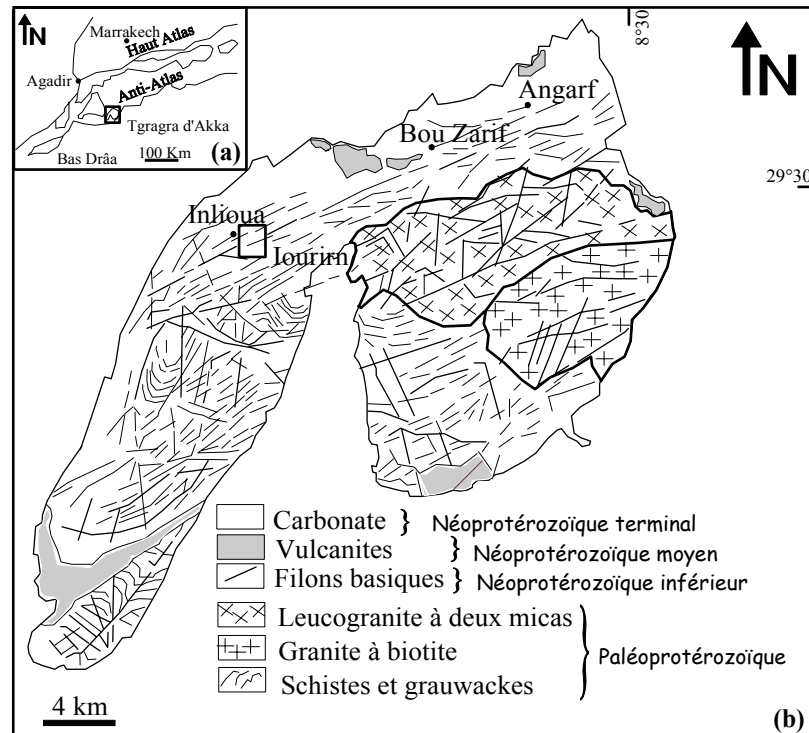 N
Marrakech
Haut Atlas
Agadir
Anti-Atlas
Tgragra d'Akka
Bas Drâa
100 Km
(a)
8°30
N
Angarf
Bou Zarif
29°30
Inlioua
Iourirn
Carbonate } Néoprotérozoïque terminal
Vulcanites } Néoprotérozoïque moyen
Filons basiques } Néoprotérozoïque inférieur
Leucogranite à deux micas
Granite à biotite
Schistes et grauwackes
} Paléoprotérozoïque
4 km
(b)